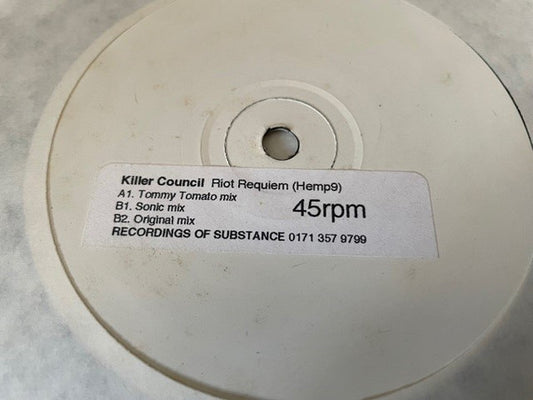 Killer Council Riot Requiem (Hemp9)
A1. Tommy Tomato mix
B1. Sonic mix
45rpm
B2. Original mix
RECORDINGS OF SUBSTANCE 0171 357 9799